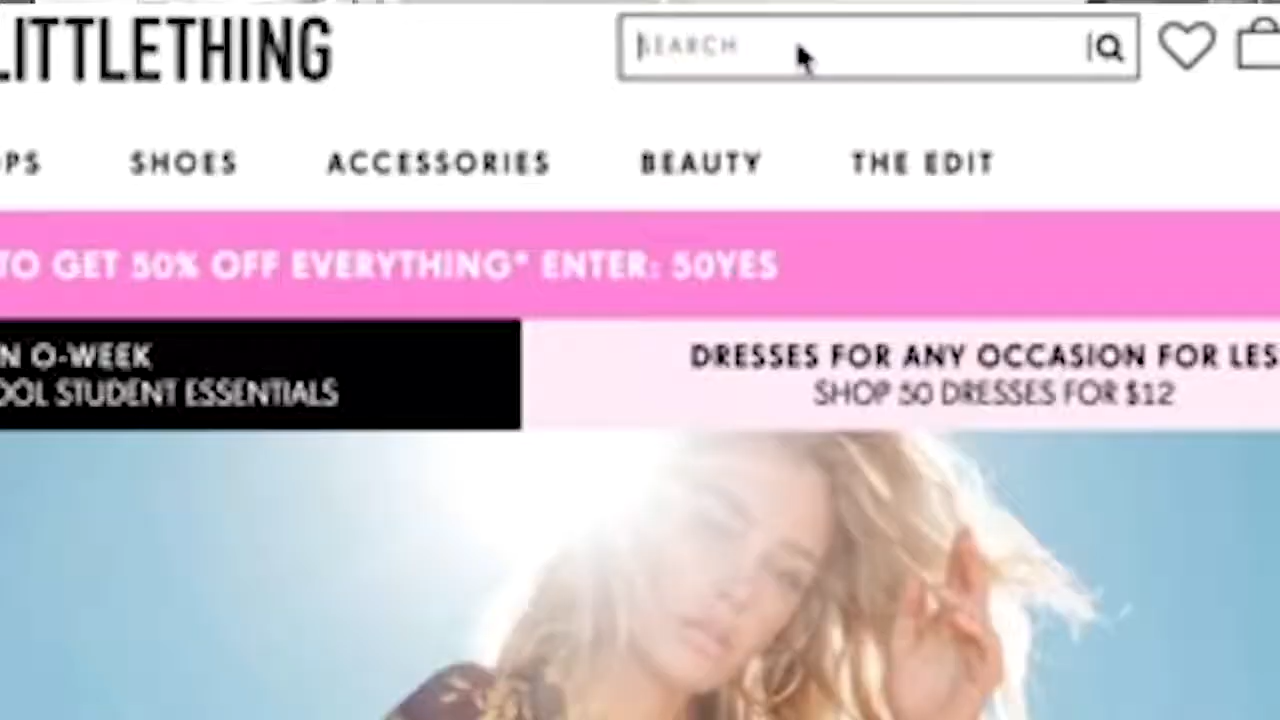 LITTLETHING
SEARCH
PS SHOES ACCESSORIES BEAUTY THE EDIT
TO GET 50% OFF EVERYTHING* ENTER: 50YES
N O-WEEK
OOL STUDENT ESSENTIALS
DRESSES FOR ANY OCCASION FOR LES
SHOP 50 DRESSES FOR $12